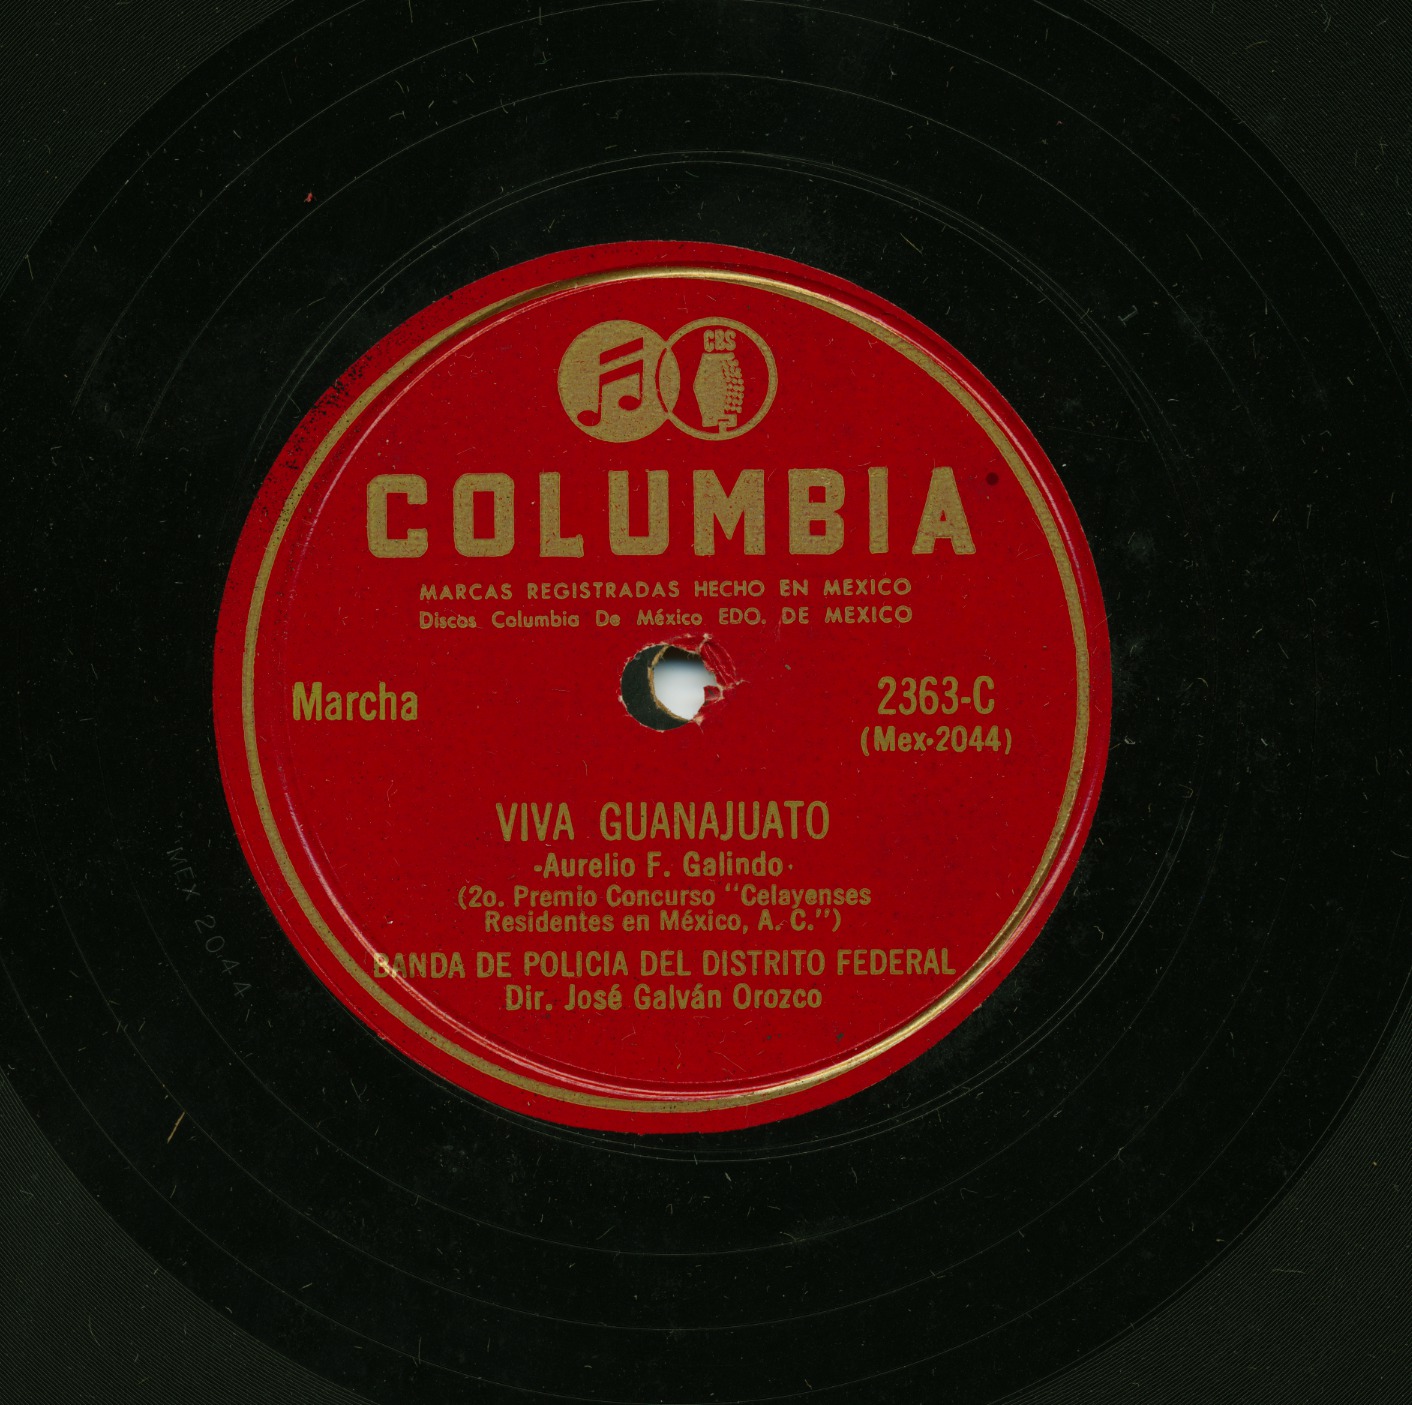 CBS
COLUMBIA
MARCAS REGISTRADAS HECHO EN MEXICO
Discos Columbia De México EDO. DE MEXICO
Marcha
2363-C
(Mex-2044)
VIVA GUANAJUATO
-Aurelio F. Galindo-
(2o. Premio Concurso "Celayenses
Residentes en México, A. C.")
BANDA DE POLICIA DEL DISTRITO FEDERAL
Dir. José Galván Orozco
MEX 2044
1